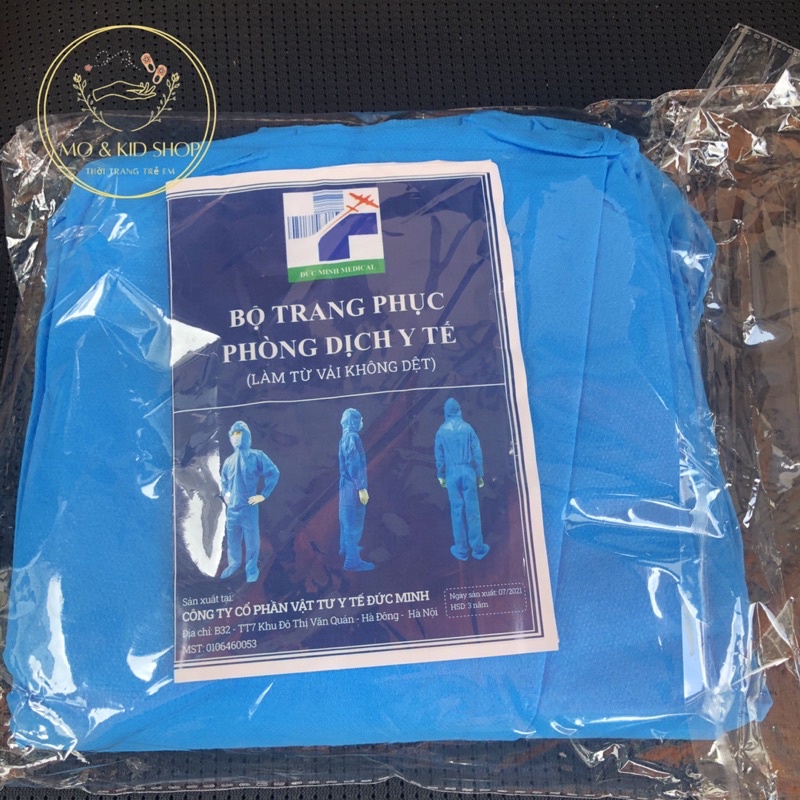 MO & KID SHOP
THỜI TRANG TRẺ EM
ĐỨC MINH MEDICAL
BỘ TRANG PHỤC
PHÒNG DỊCH Y TẾ
(LÀM TỪ VẢI KHÔNG DỆT)
Sản xuất tại:
CÔNG TY CỔ PHẦN VẬT TƯ Y TẾ ĐỨC MINH
Địa chỉ: B32 - TT7 Khu Đô Thị Văn Quán - Hà Đông - Hà Nội
MST: 0106460053
Ngày sản xuất: 07/2021
HSD: 3 năm